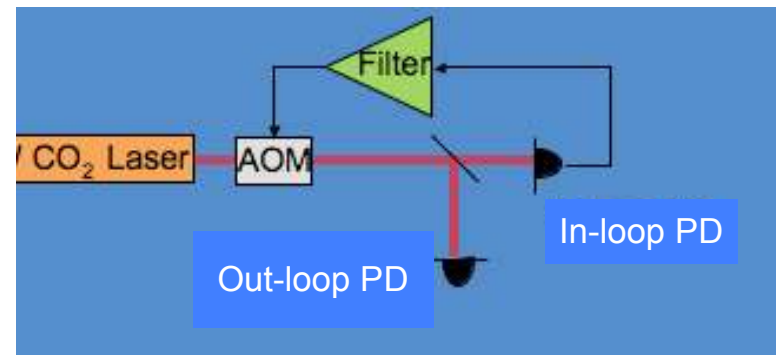 Filter
CO₂ Laser
AOM
In-loop PD
Out-loop PD